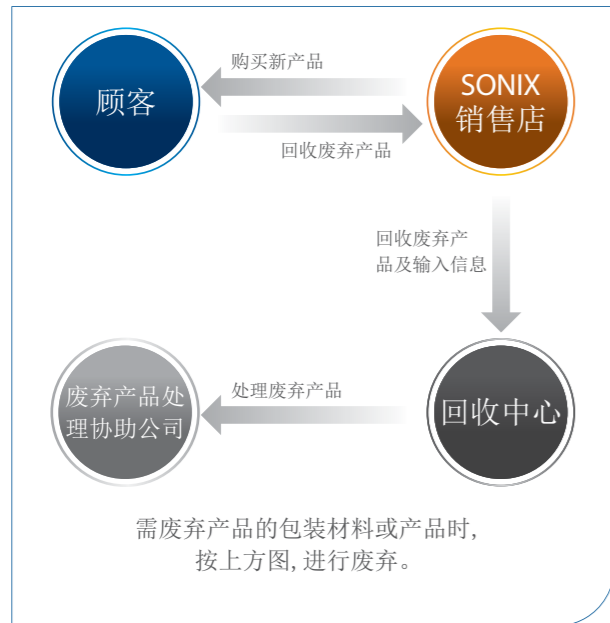 购买新产品
顾客
SONIX
销售店
回收废弃产品
回收废弃产
品及输入信息
废弃产品处
理协助公司
处理废弃产品
回收中心
需废弃产品的包装材料或产品时,
按上方图, 进行废弃。